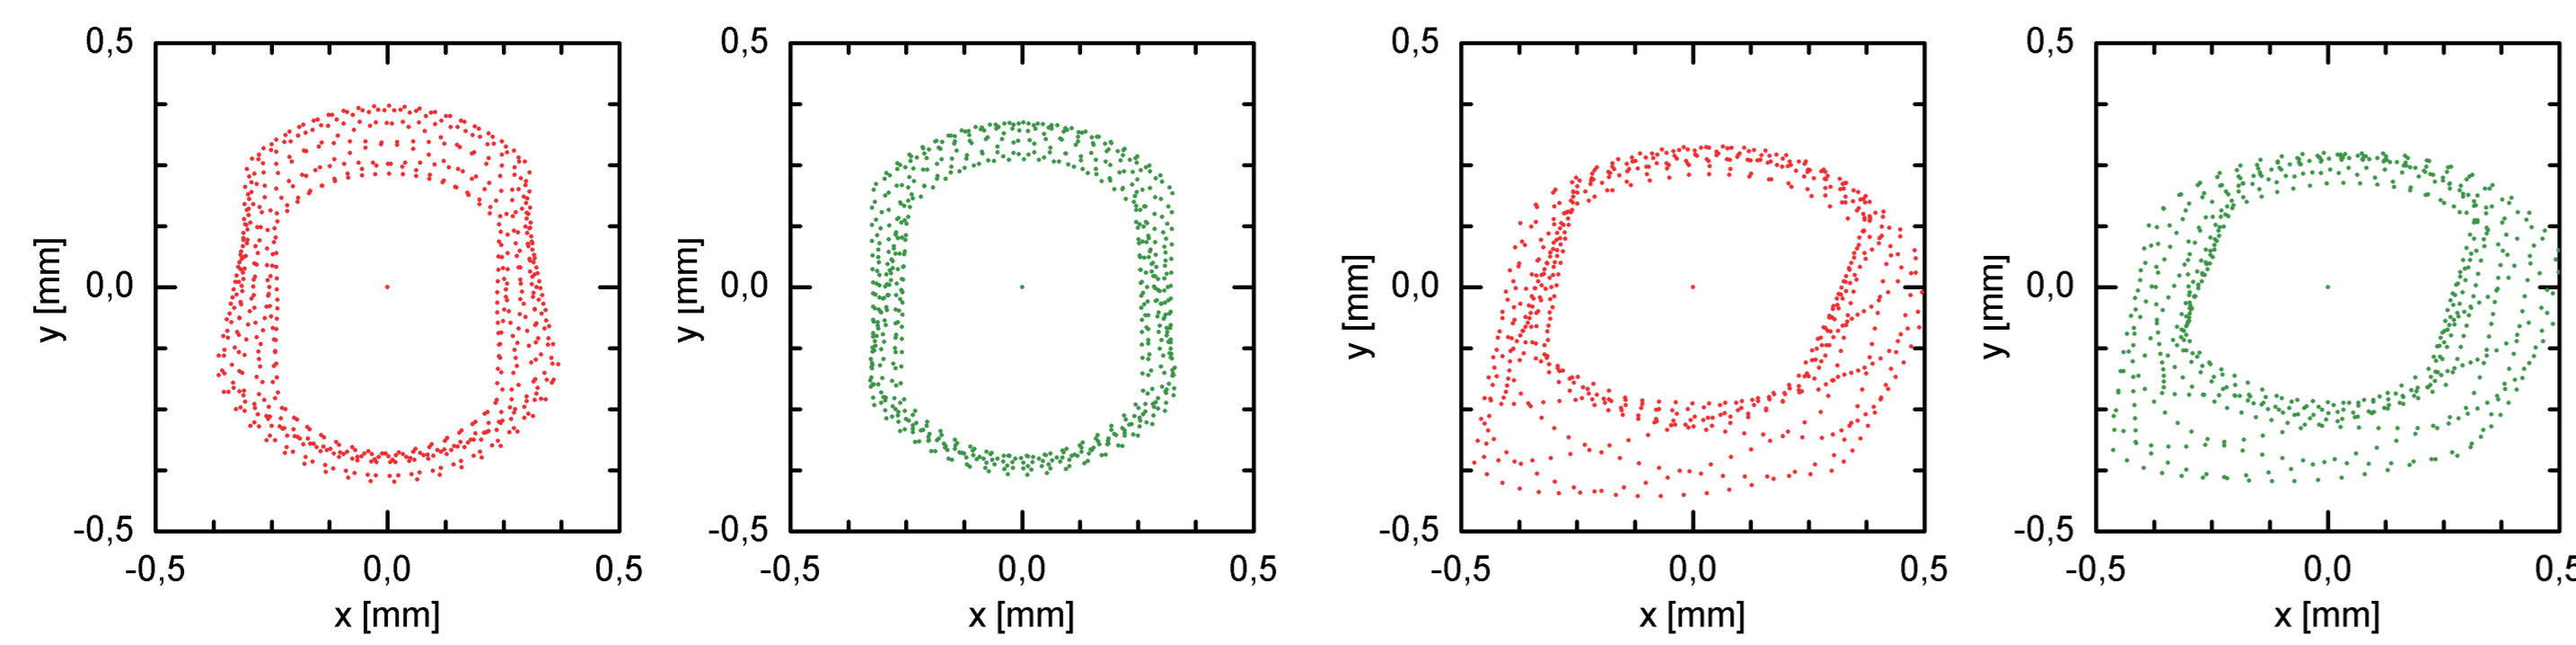 0,5 0,5 0,5 0,5
y [mm] y [mm] y [mm] y [mm]
0,0 0,0 0,0 0,0
-0,5 -0,5 -0,5 -0,5
-0,5 0,0 0,5 -0,5 0,0 0,5 -0,5 0,0 0,5 -0,5 0,0 0,5
x [mm] x [mm] x [mm] x [mm]